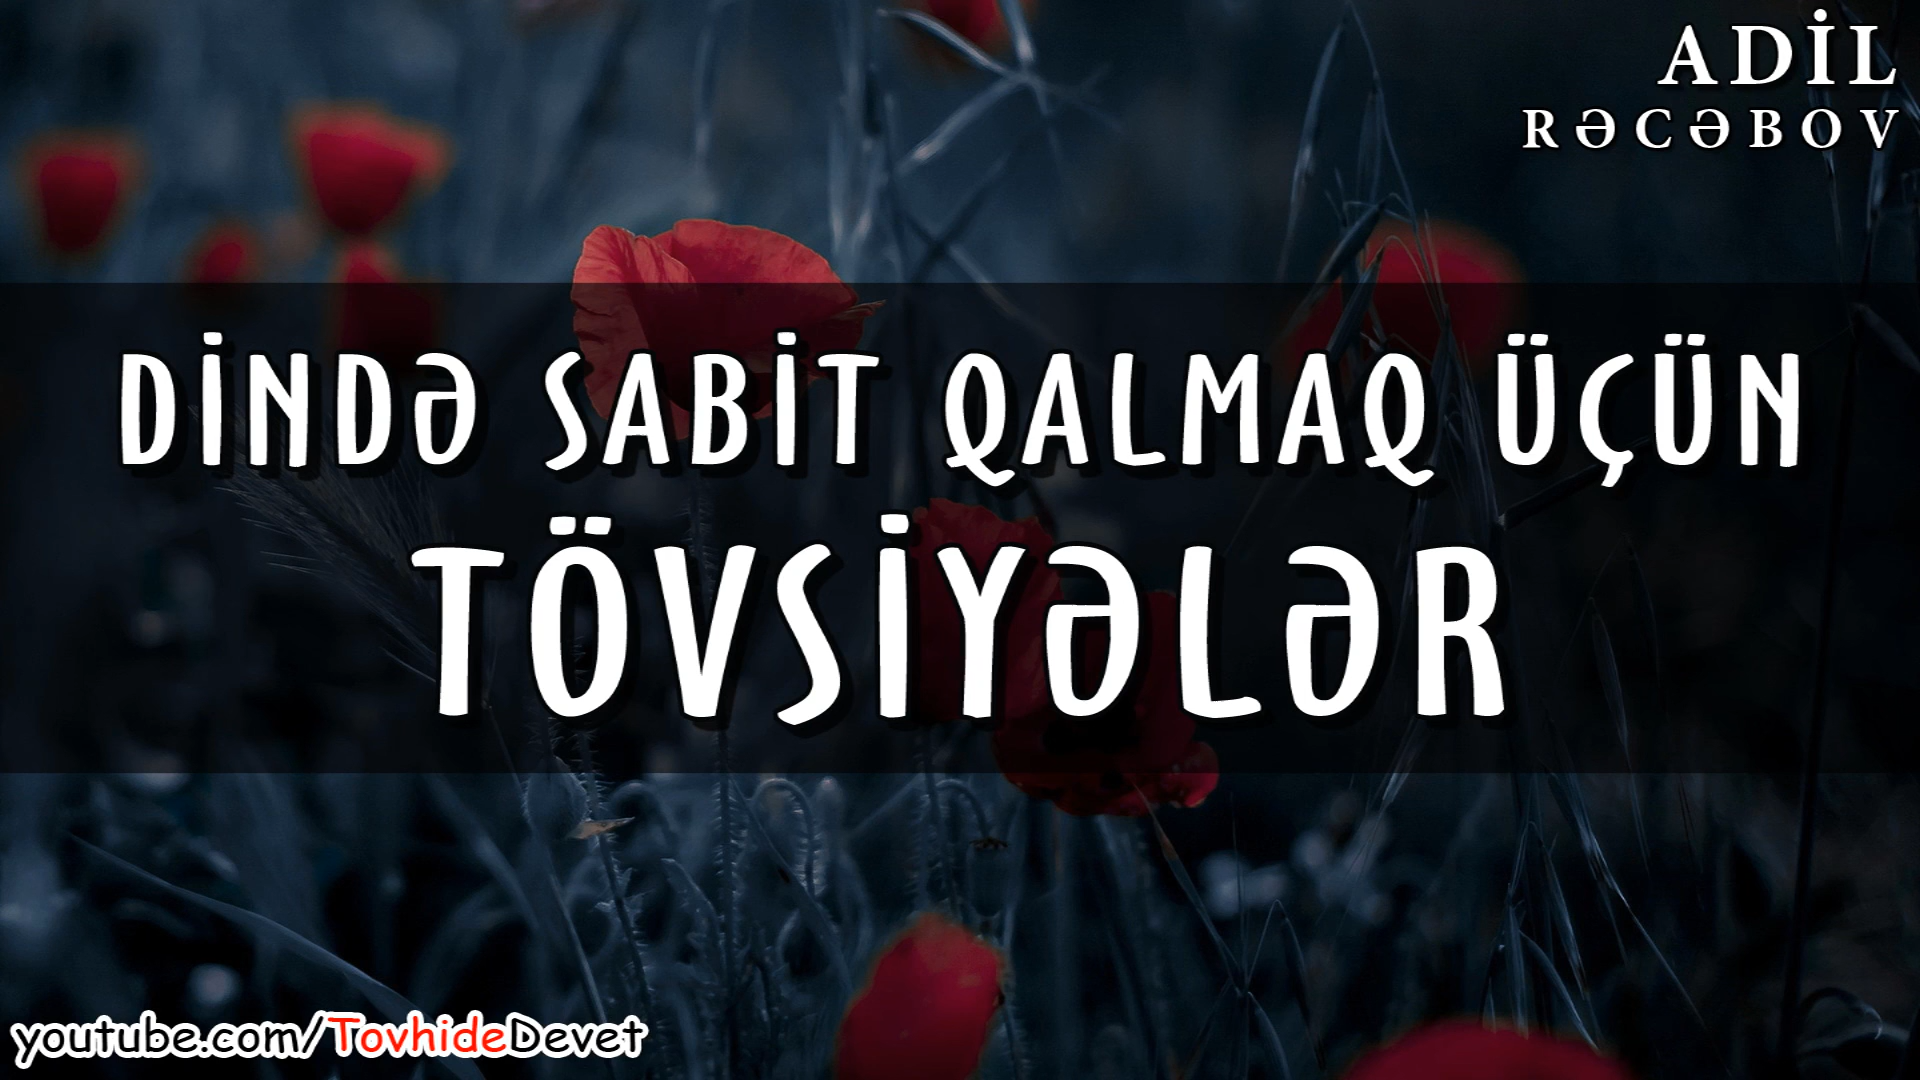 ADİL
RƏCƏBOV
DİNDƏ SABİT QALMAQ ÜÇÜN
TÖVSİYƏLƏR
youtube.com/TovhideDevet